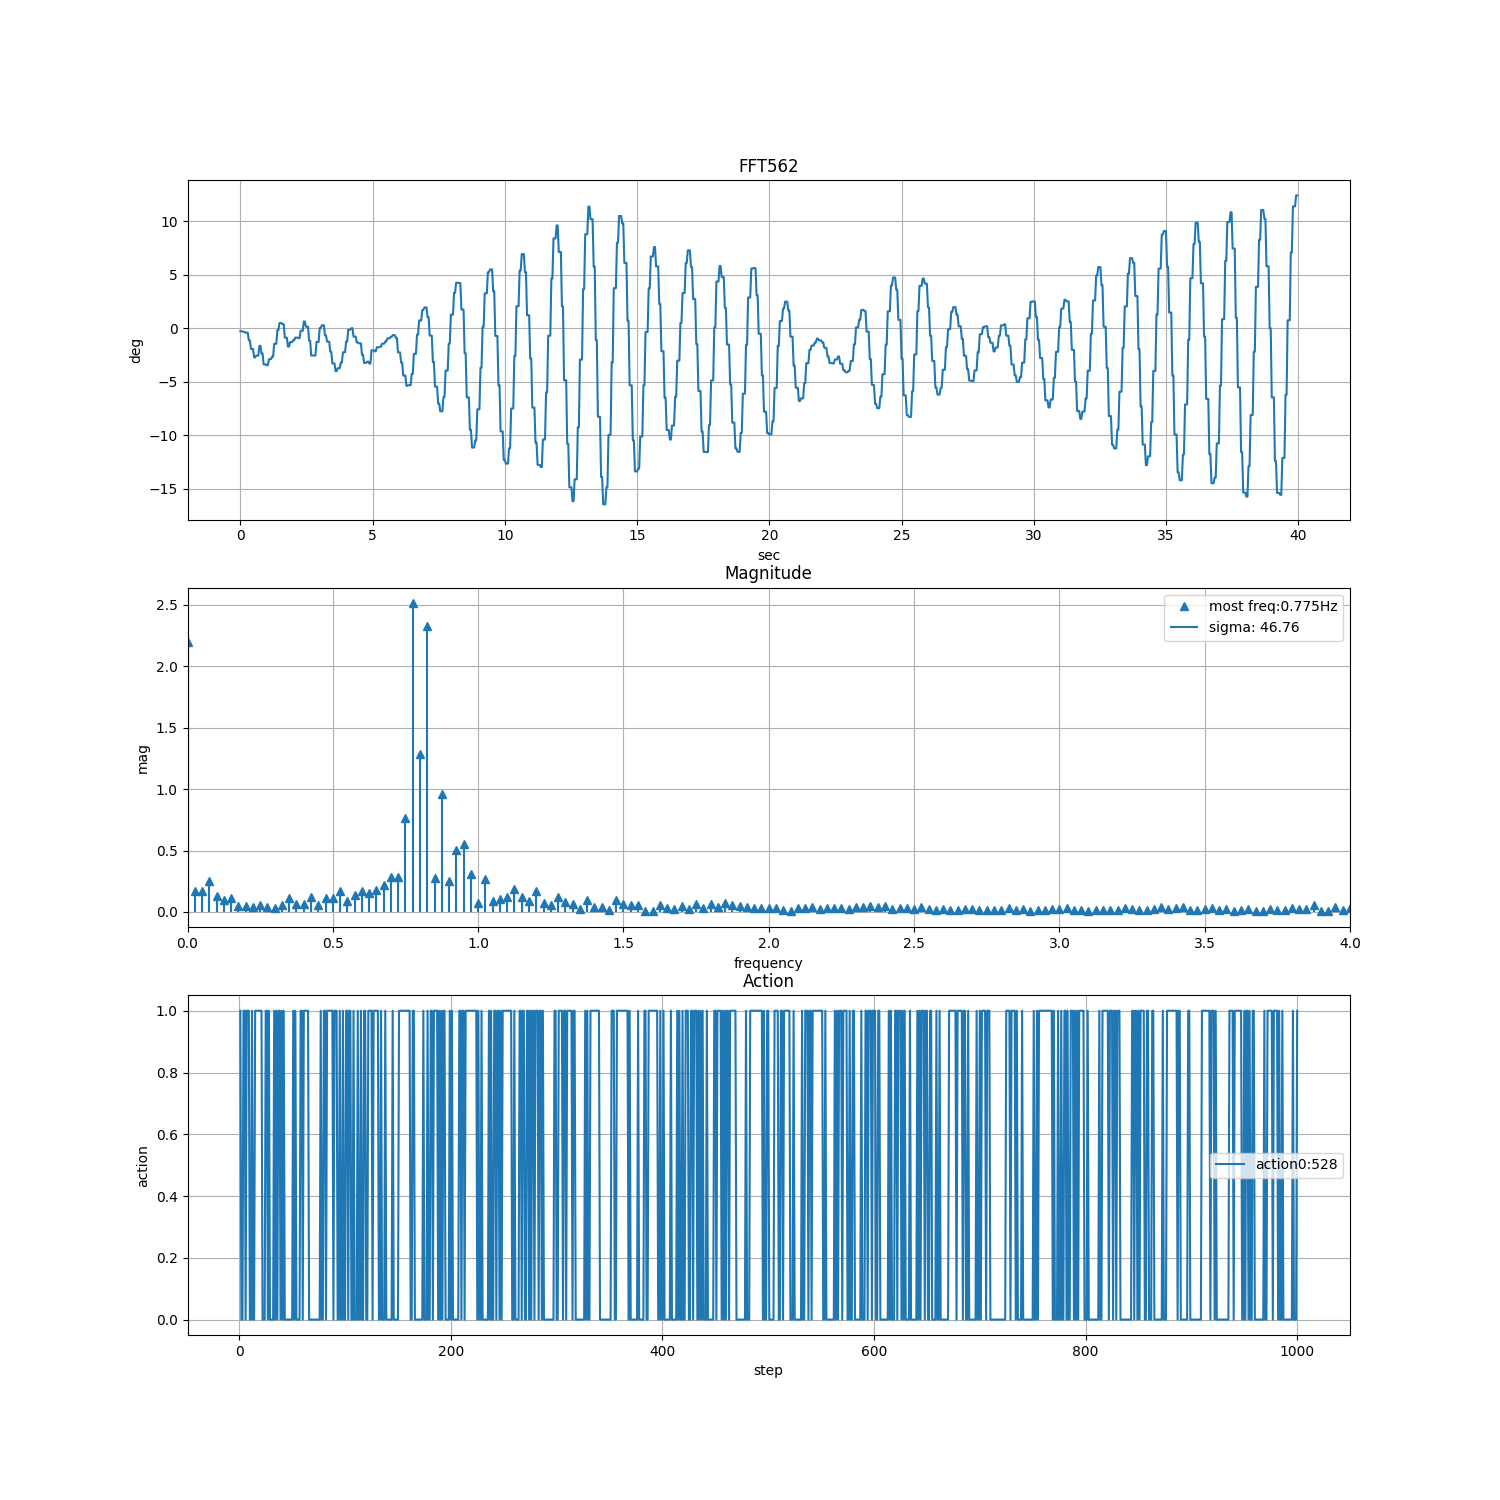 FFT562
10
5
0
−5
−10
−15
deg
0 5 10 15 20 25 30 35 40
sec
Magnitude
2.5
2.0
1.5
1.0
0.5
0.0
mag
most freq:0.775Hz
sigma: 46.76
0.0 0.5 1.0 1.5 2.0 2.5 3.0 3.5 4.0
frequency
Action
1.0
0.8
0.6
0.4
0.2
0.0
action
action0:528
0 200 400 600 800 1000
step